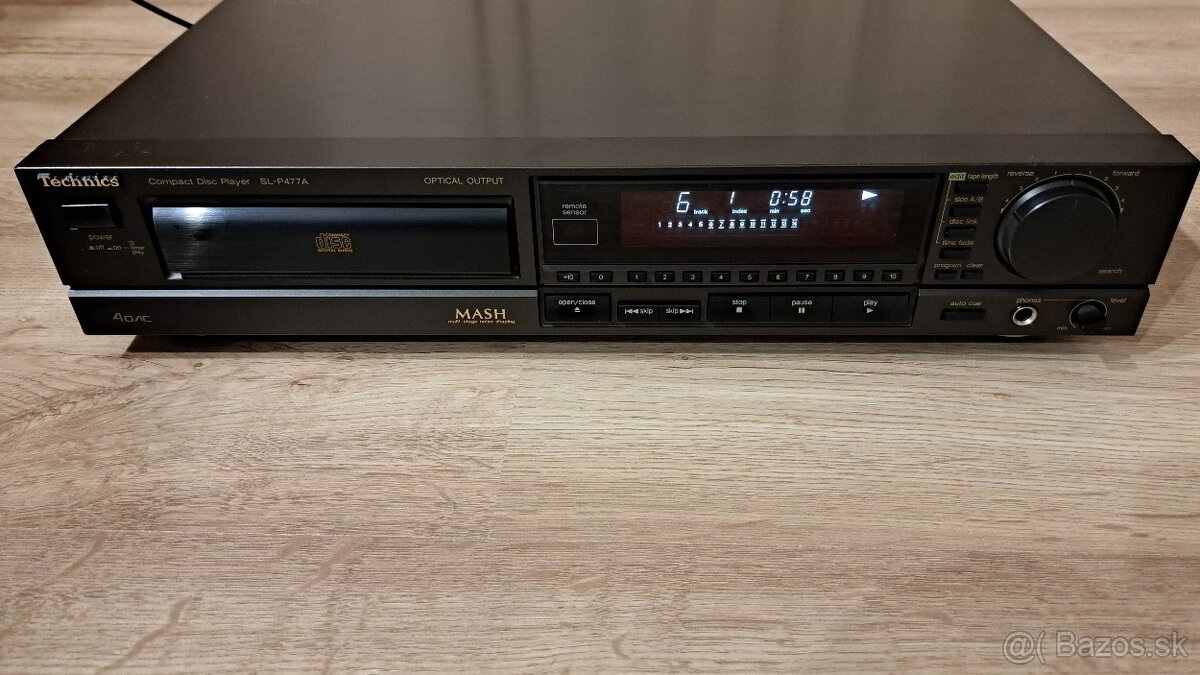 Technics
Compact Disc Player SL-P477A
OPTICAL OUTPUT
power
off on timer play
COMPACT
disc
DIGITAL AUDIO
4DAC
MASH
multi stage noise shaping
remote
sensor
6 1 0:58
track index min sec
1 2 3 4 5 6 7 8 9 10 11 12 13 14
+10 0 1 2 3 4 5 6 7 8 9 10
open/close
skip skip
stop
pause
play
edit tape length
side A/B
disc link
time fade
program clear
reverse forward
search
auto cue
phones level
min
@( Bazos.sk